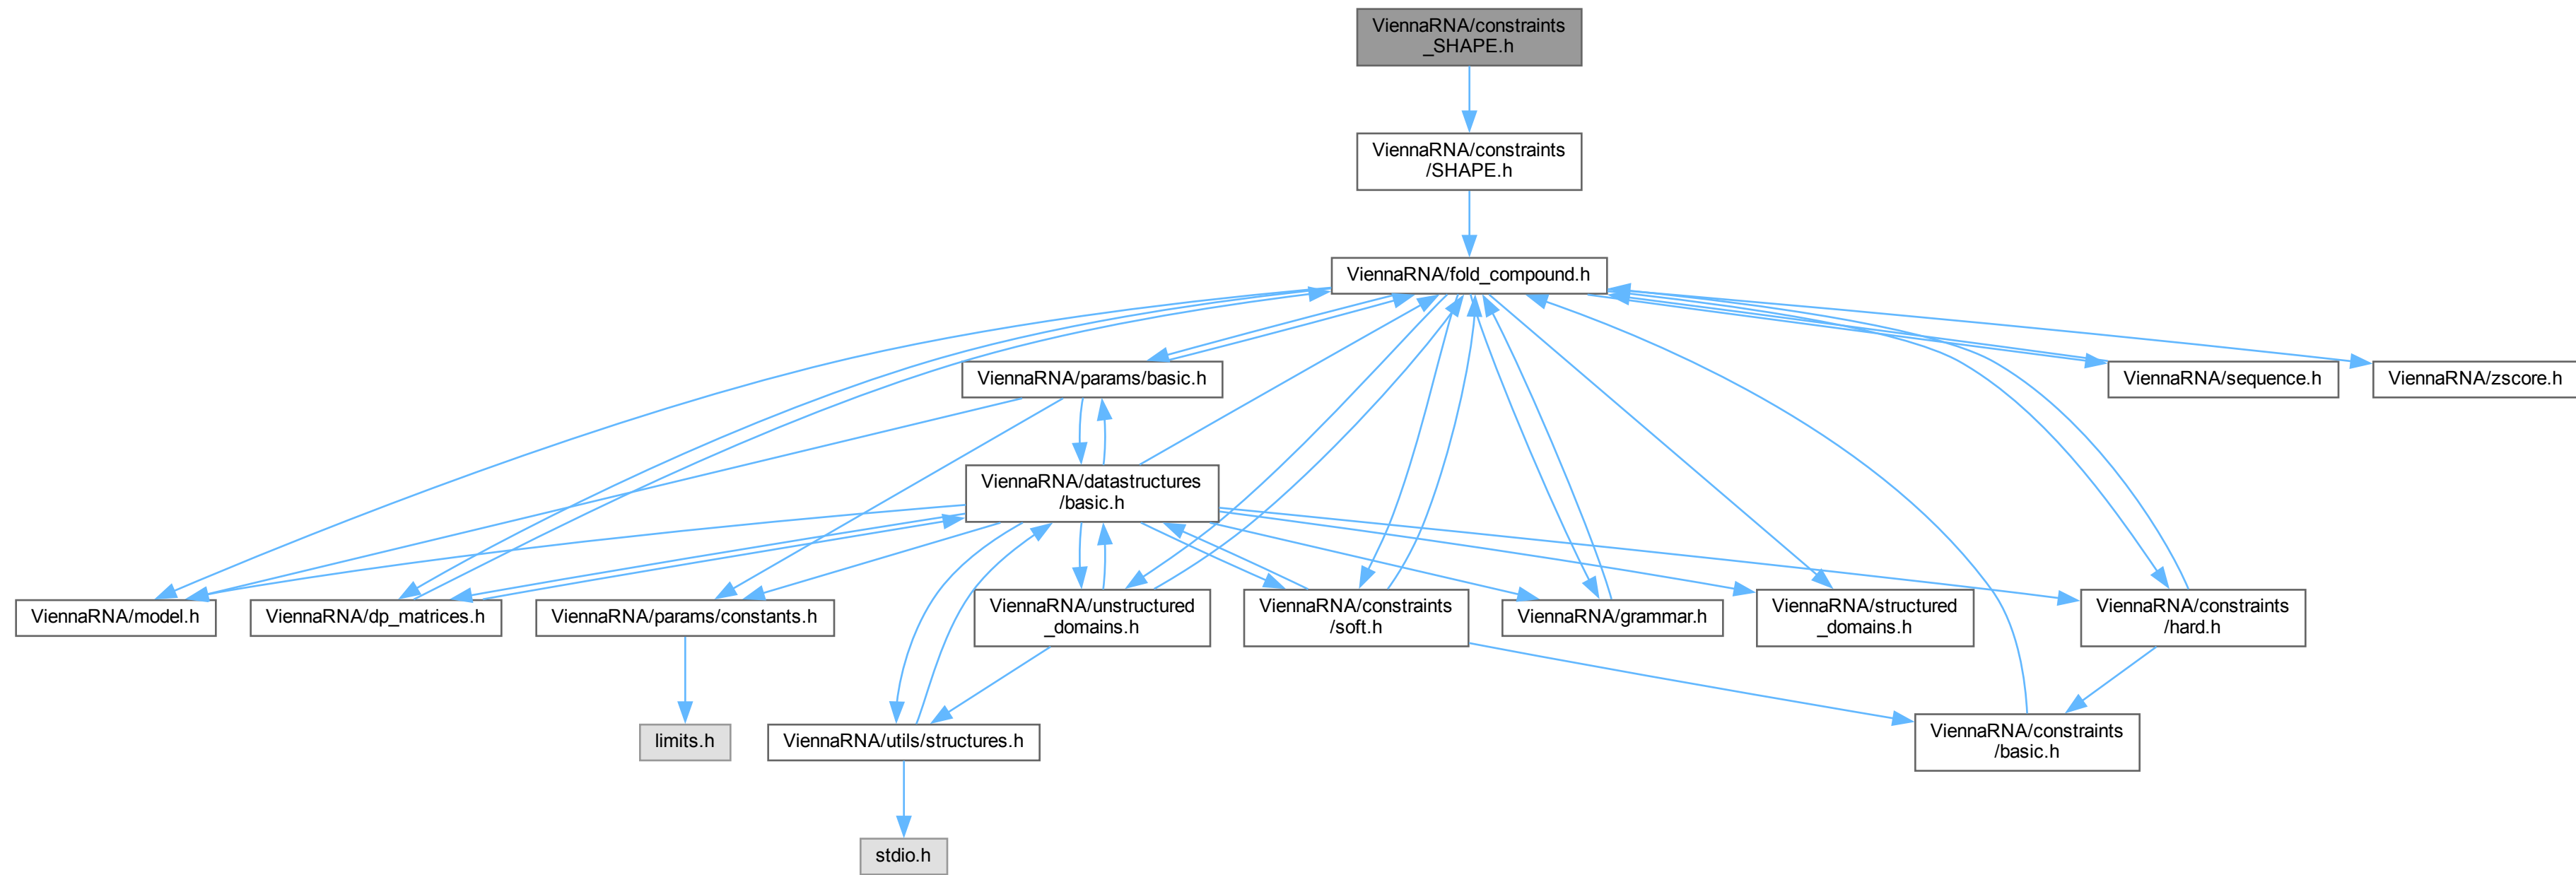 ViennaRNA/constraints
_SHAPE.h
ViennaRNA/constraints
/SHAPE.h
ViennaRNA/fold_compound.h
ViennaRNA/params/basic.h
ViennaRNA/sequence.h
ViennaRNA/zscore.h
ViennaRNA/datastructures
/basic.h
ViennaRNA/model.h
ViennaRNA/dp_matrices.h
ViennaRNA/params/constants.h
ViennaRNA/unstructured
_domains.h
ViennaRNA/constraints
/soft.h
ViennaRNA/grammar.h
ViennaRNA/structured
_domains.h
ViennaRNA/constraints
/hard.h
limits.h
ViennaRNA/utils/structures.h
ViennaRNA/constraints
/basic.h
stdio.h